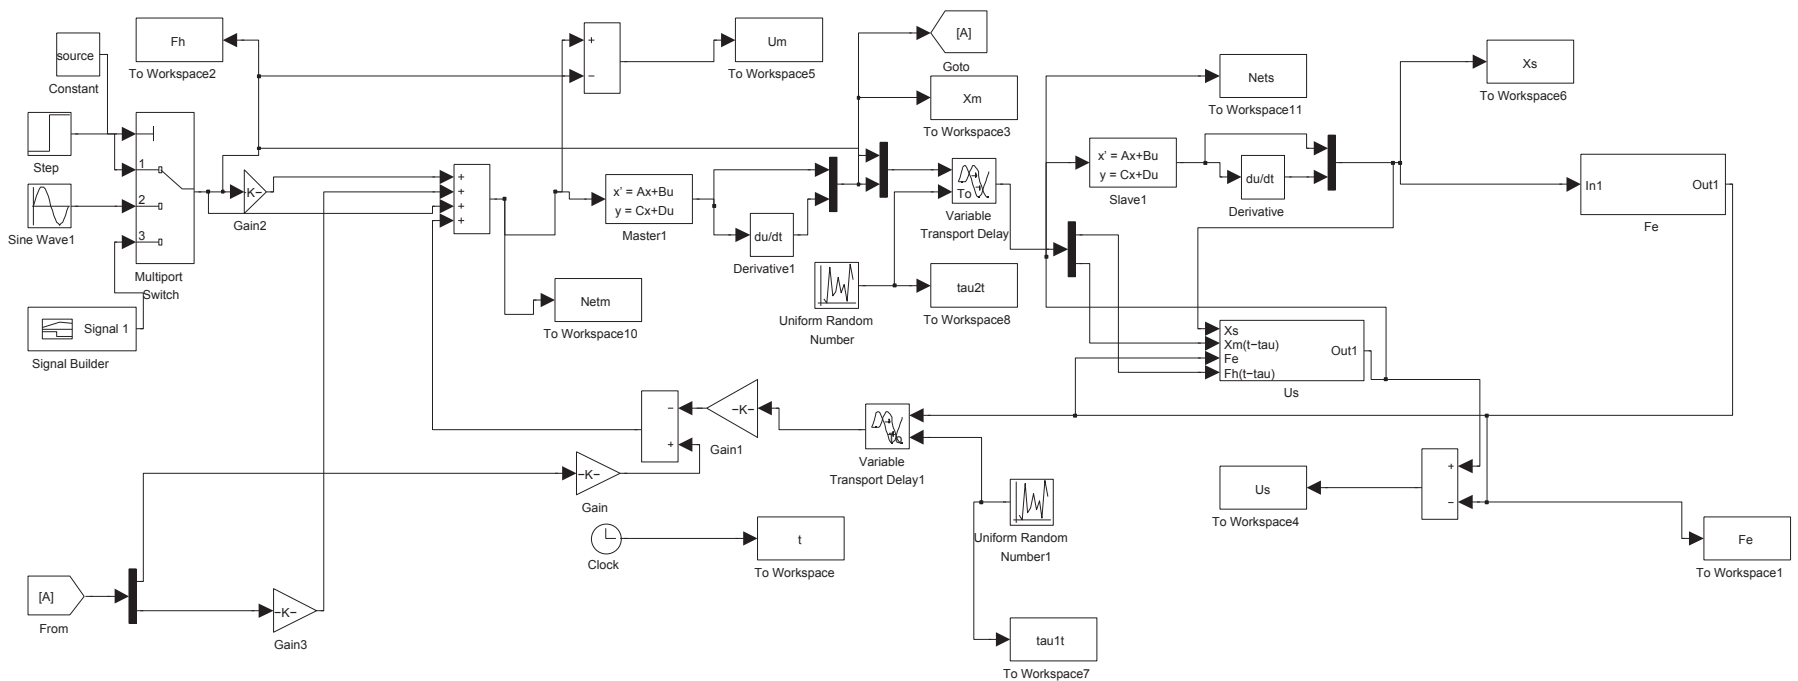 Fh
To Workspace2
source
Constant
Step
Sine Wave1
1
2
3
Multiport
Switch
Signal 1
Signal Builder
-K-
Gain2
+
−
Um
To Workspace5
+
+
+
+
x' = Ax+Bu
y = Cx+Du
Master1
du/dt
Derivative1
Netm
To Workspace10
[A]
Goto
Xm
To Workspace3
To
Variable
Transport Delay
Uniform Random
Number
tau2t
To Workspace8
Nets
To Workspace11
x' = Ax+Bu
y = Cx+Du
Slave1
du/dt
Derivative
Xs
To Workspace6
In1
Out1
Fe
Xs
Xm(t−tau)
Fe
Fh(t−tau)
Out1
Us
−
+
−K−
Gain1
−K−
Gain
Variable
Transport Delay1
Uniform Random
Number1
Clock
t
To Workspace
Us
To Workspace4
+
−
Fe
To Workspace1
[A]
From
−K−
Gain3
tau1t
To Workspace7